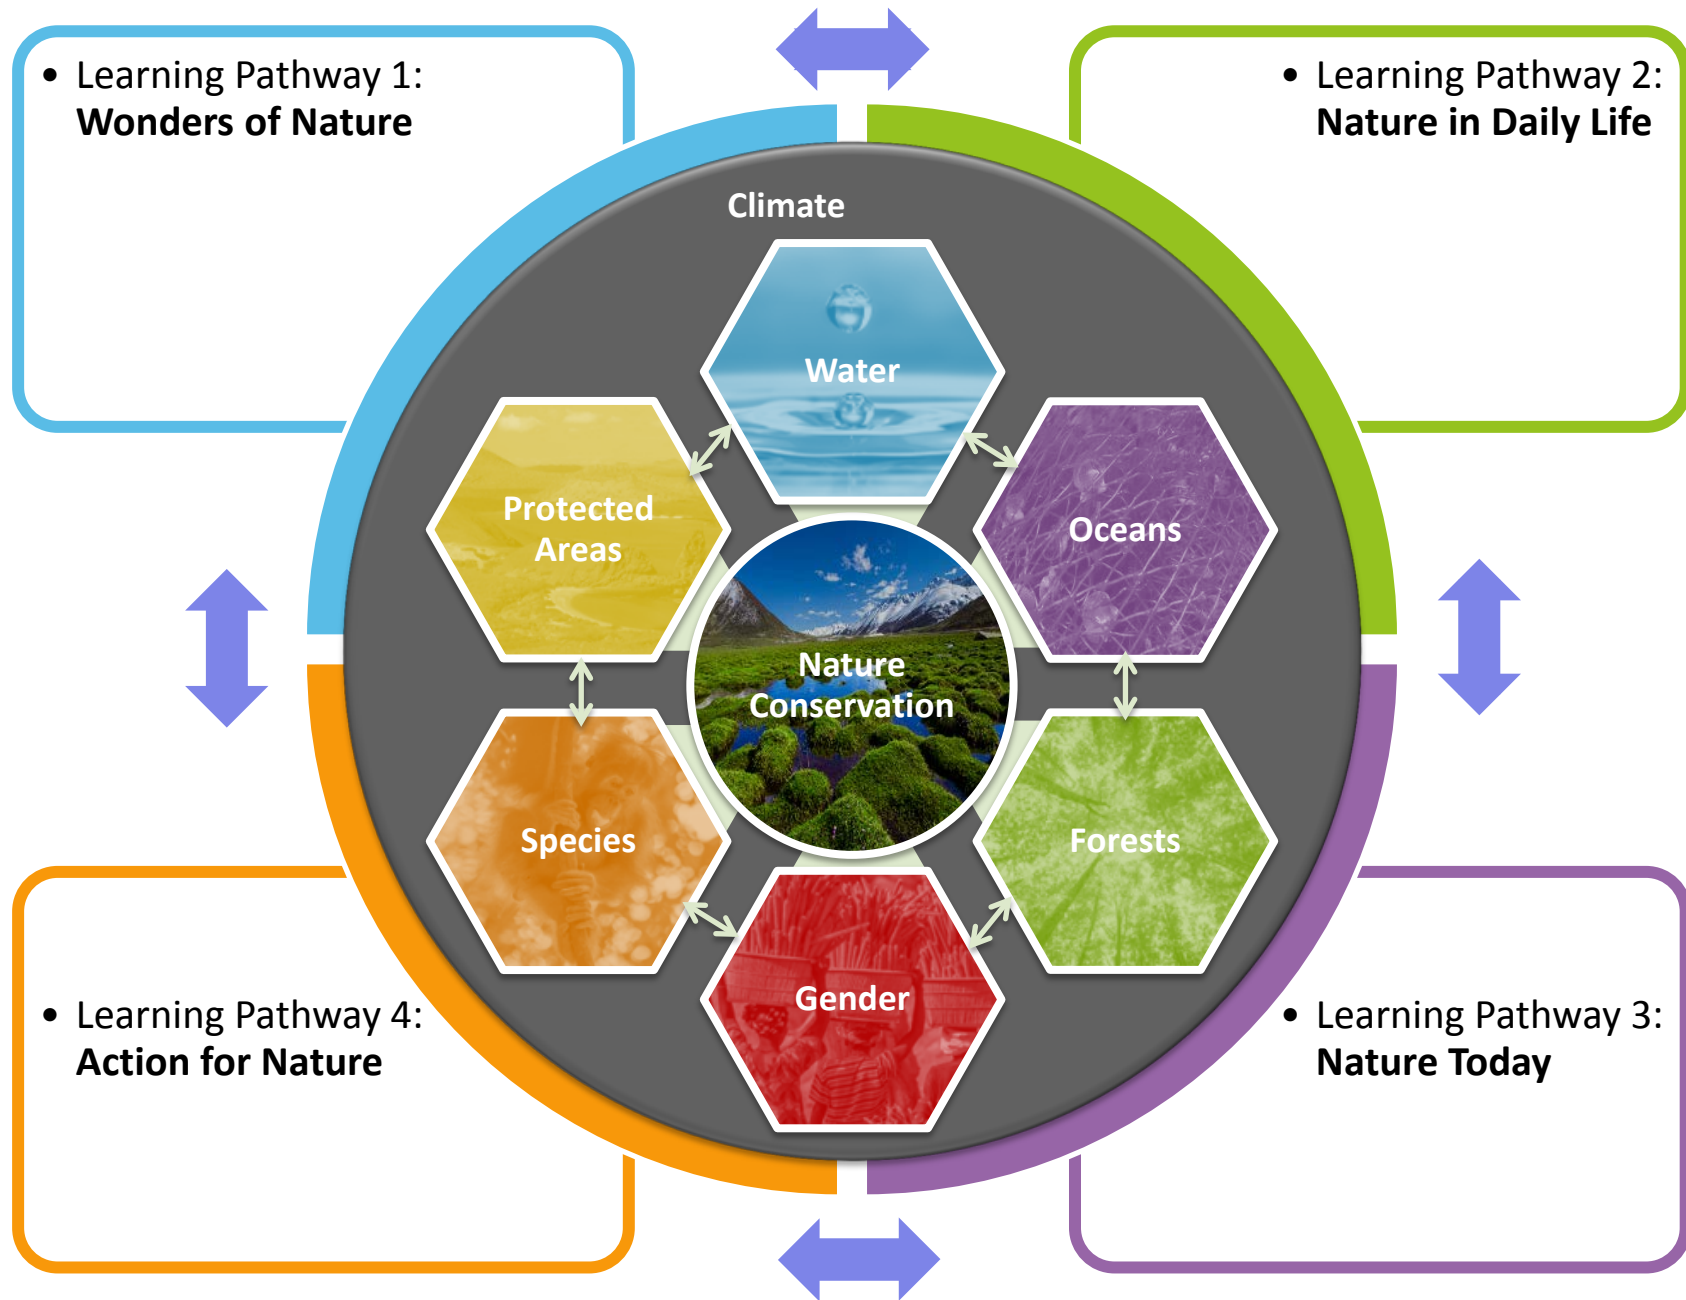 • Learning Pathway 1:
Wonders of Nature
• Learning Pathway 2:
Nature in Daily Life
Climate
Water
Protected
Areas
Oceans
Nature
Conservation
Species
Forests
Gender
• Learning Pathway 4:
Action for Nature
• Learning Pathway 3:
Nature Today